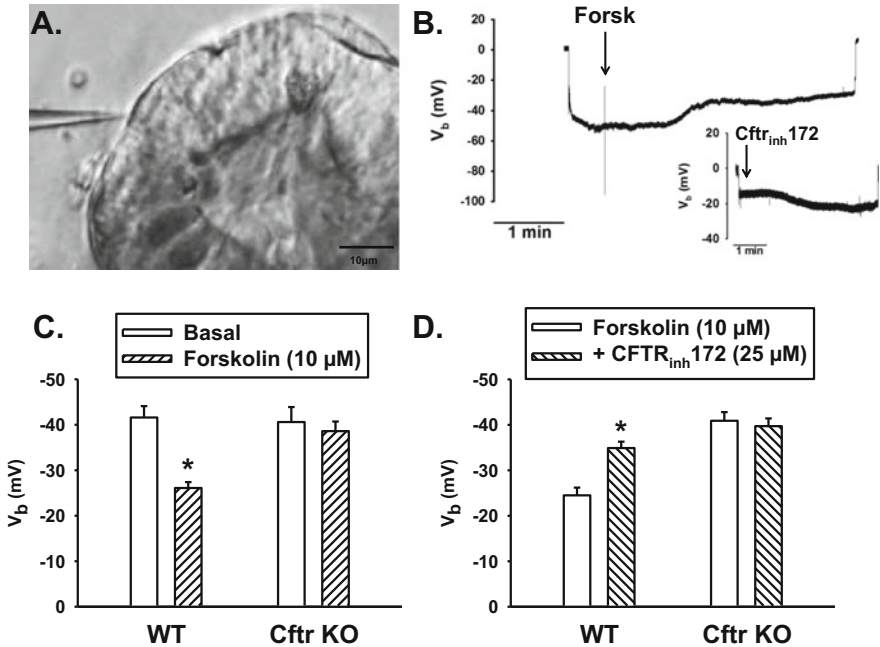 A.
10µm
B.
Forsk
20
0
-20
-40
-60
-80
-100
V_b (mV)
1 min
Cftr_inh172
20
0
-20
-40
V_b (mV)
1 min
C.
Basal
Forskolin (10 µM)
-50
-40
-30
-20
-10
0
V_b (mV)
*
WT
Cftr KO
D.
Forskolin (10 µM)
+ CFTR_inh172 (25 µM)
-50
-40
-30
-20
-10
0
V_b (mV)
*
WT
Cftr KO